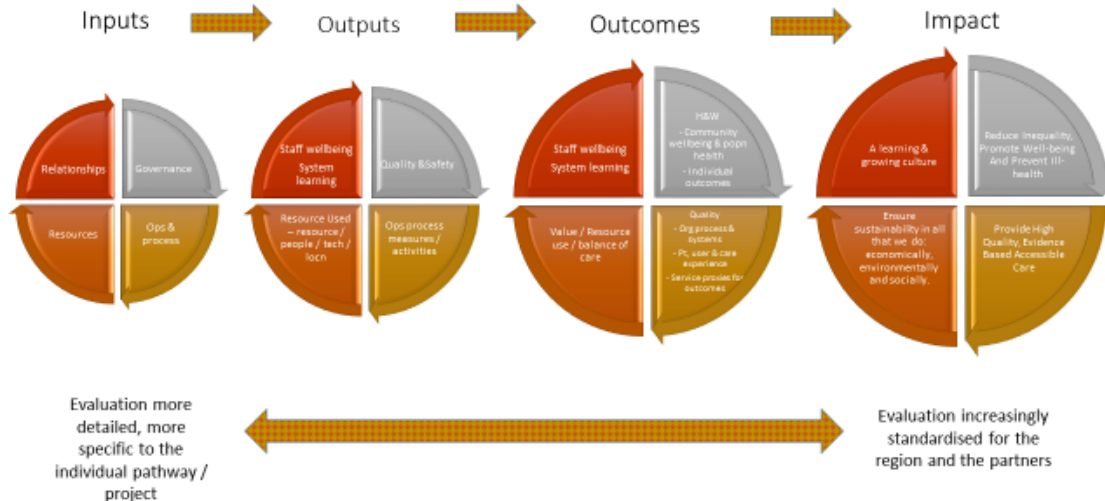 Inputs
Outputs
Outcomes
Impact
Relationships
Governance
Resources
Ops &
process
Staff wellbeing
System
learning
Quality &Safety
Resource Used
– resource /
people / tech /
locn
Ops process
measures /
activities
Staff wellbeing
System learning
H&W
- Community
wellbeing & popn
health
- Individual
outcomes
Value / Resource
use / balance of
care
Quality
- Org process &
systems
- Pt, user & care
experience
- Service proxies for
outcomes
A learning &
growing culture
Reduce Inequality,
Promote Well-being
And Prevent Ill-
health
Ensure
sustainability in all
that we do:
economically,
environmentally
and socially.
Provide High
Quality, Evidence
Based Accessible
Care
Evaluation more
detailed, more
specific to the
individual pathway /
project
Evaluation increasingly
standardised for the
region and the partners